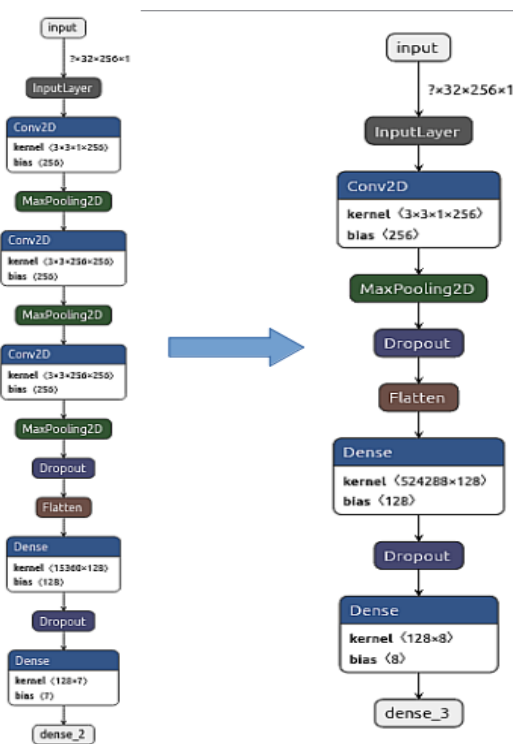 input
?×32×256×1
InputLayer
Conv2D
kernel ⟨3×3×1×256⟩
bias ⟨256⟩
MaxPooling2D
Conv2D
kernel ⟨3×3×256×256⟩
bias ⟨256⟩
MaxPooling2D
Conv2D
kernel ⟨3×3×256×256⟩
bias ⟨256⟩
MaxPooling2D
Dropout
Flatten
Dense
kernel ⟨15360×128⟩
bias ⟨128⟩
Dropout
Dense
kernel ⟨128×7⟩
bias ⟨7⟩
dense_2
input
?×32×256×1
InputLayer
Conv2D
kernel ⟨3×3×1×256⟩
bias ⟨256⟩
MaxPooling2D
Dropout
Flatten
Dense
kernel ⟨524288×128⟩
bias ⟨128⟩
Dropout
Dense
kernel ⟨128×8⟩
bias ⟨8⟩
dense_3